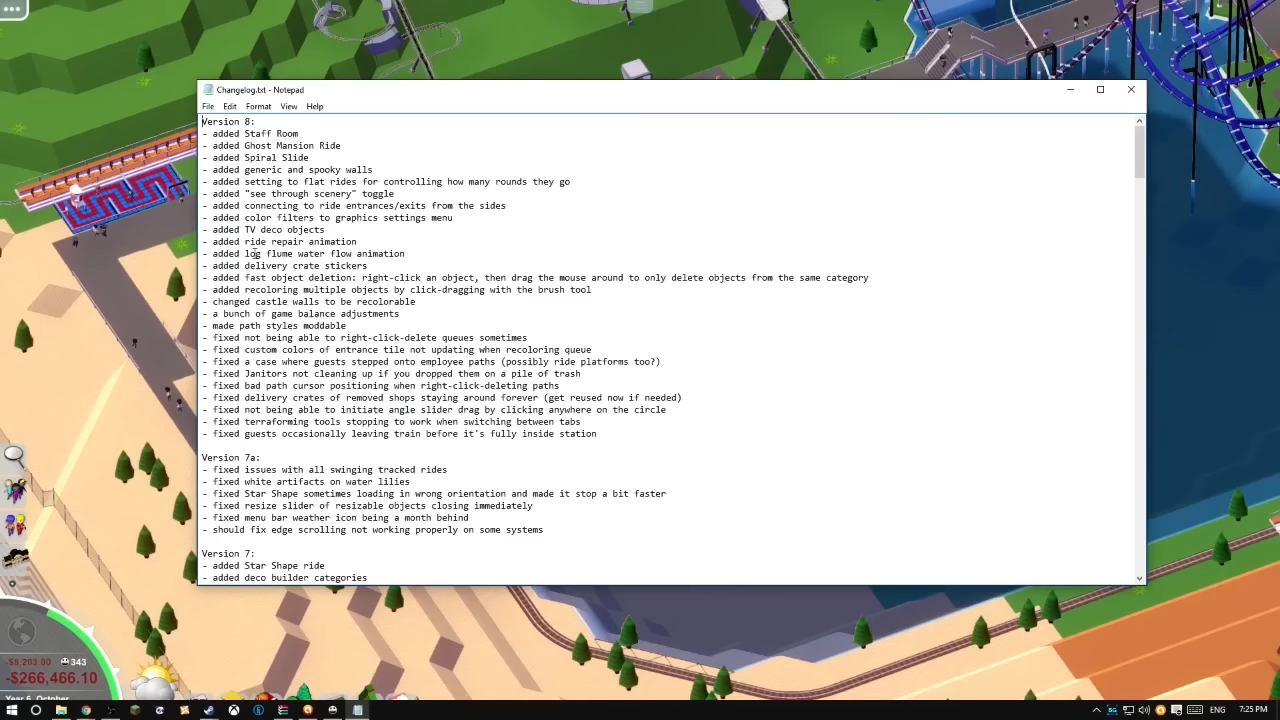 Changelog.txt - Notepad
File Edit Format View Help
Version 8:
- added Staff Room
- added Ghost Mansion Ride
- added Spiral Slide
- added generic and spooky walls
- added setting to flat rides for controlling how many rounds they go
- added "see through scenery" toggle
- added connecting to ride entrances/exits from the sides
- added color filters to graphics settings menu
- added TV deco objects
- added ride repair animation
- added log flume water flow animation
- added delivery crate stickers
- added fast object deletion: right-click an object, then drag the mouse around to only delete objects from the same category
- added recoloring multiple objects by click-dragging with the brush tool
- changed castle walls to be recolorable
- a bunch of game balance adjustments
- made path styles moddable
- fixed not being able to right-click-delete queues sometimes
- fixed custom colors of entrance tile not updating when recoloring queue
- fixed a case where guests stepped onto employee paths (possibly ride platforms too?)
- fixed Janitors not cleaning up if you dropped them on a pile of trash
- fixed bad path cursor positioning when right-click-deleting paths
- fixed delivery crates of removed shops staying around forever (get reused now if needed)
- fixed not being able to initiate angle slider drag by clicking anywhere on the circle
- fixed terraforming tools stopping to work when switching between tabs
- fixed guests occasionally leaving train before it's fully inside station
Version 7a:
- fixed issues with all swinging tracked rides
- fixed white artifacts on water lilies
- fixed Star Shape sometimes loading in wrong orientation and made it stop a bit faster
- fixed resize slider of resizable objects closing immediately
- fixed menu bar weather icon being a month behind
- should fix edge scrolling not working properly on some systems
Version 7:
- added Star Shape ride
- added deco builder categories
-$8,203.00 343
-$266,466.10
Year 5, October
ENG 7:25 PM